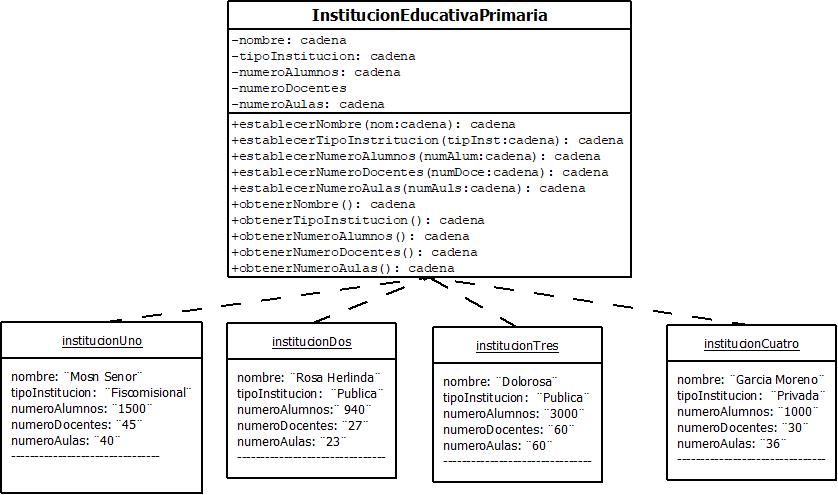 InstitucionEducativaPrimaria
-nombre: cadena
-tipoInstitucion: cadena
-numeroAlumnos: cadena
-numeroDocentes
-numeroAulas: cadena
+establecerNombre(nom:cadena): cadena
+establecerTipoInstritucion(tipInst:cadena): cadena
+establecerNumeroAlumnos(numAlum:cadena): cadena
+establecerNumeroDocentes(numDoce:cadena): cadena
+establecerNumeroAulas(numAuls:cadena): cadena
+obtenerNombre(): cadena
+obtenerTipoInstitucion(): cadena
+obtenerNumeroAlumnos(): cadena
+obtenerNumeroDocentes(): cadena
+obtenerNumeroAulas(): cadena
institucionUno
nombre: ¨Mosn Senor¨
tipoInstitucion: ¨Fiscomisional¨
numeroAlumnos: ¨1500¨
numeroDocentes: ¨45¨
numeroAulas: ¨40¨
--------------------------------
institucionDos
nombre: ¨Rosa Herlinda¨
tipoInstitucion: ¨Publica¨
numeroAlumnos:¨ 940¨
numeroDocentes: ¨27¨
numeroAulas: ¨23¨
--------------------------------
institucionTres
nombre: ¨Dolorosa¨
tipoInstitucion: ¨Publica¨
numeroAlumnos: ¨3000¨
numeroDocentes: ¨60¨
numeroAulas: ¨60¨
--------------------------------
institucionCuatro
nombre: ¨Garcia Moreno¨
tipoInstitucion: ¨Privada¨
numeroAlumnos: ¨1000¨
numeroDocentes: ¨30¨
numeroAulas: ¨36¨
--------------------------------